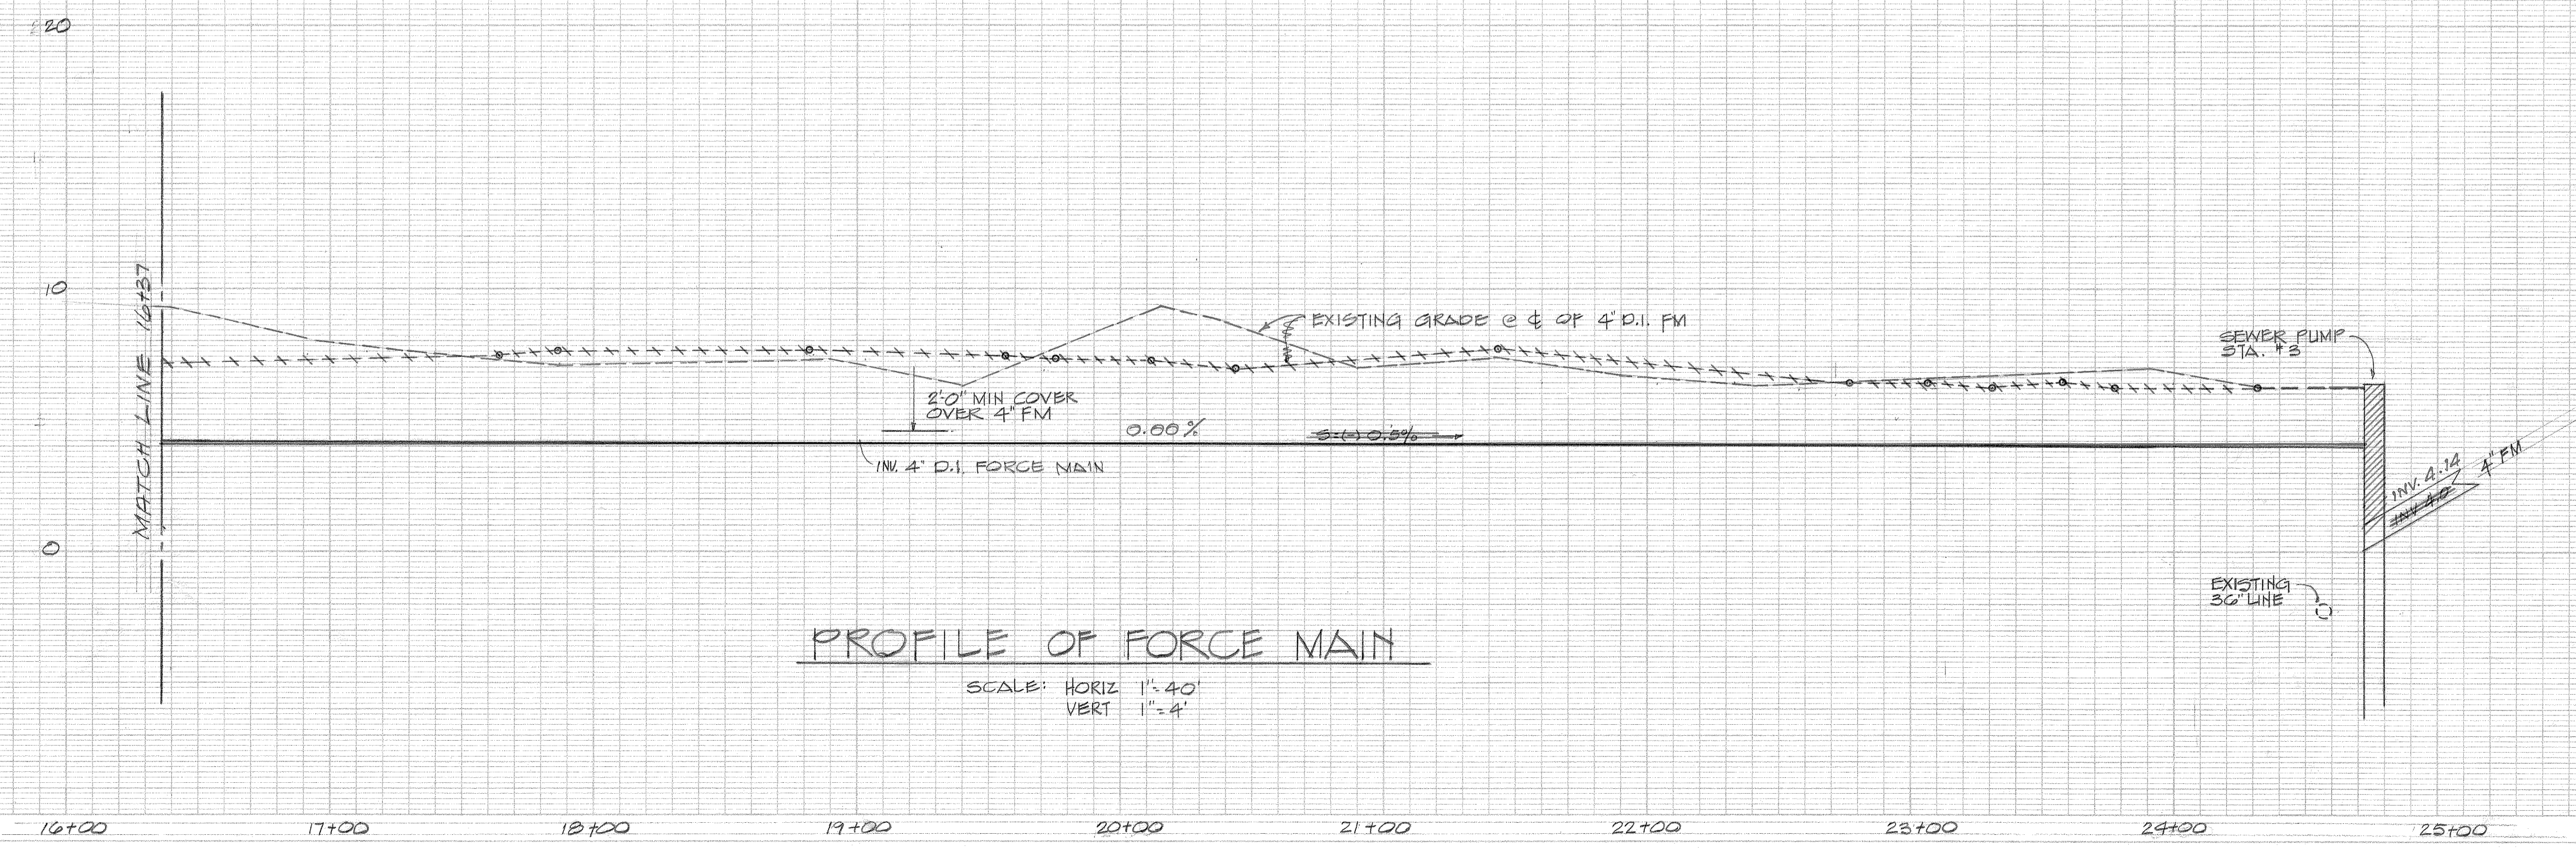 20
10
0
MATCH LINE 16+37
EXISTING GRADE @ ℄ OF 4" D.I. FM
SEWER PUMP
STA. #3
2'-0" MIN COVER
OVER 4" FM
0.00%
S=(-) 0.5%
INV. 4" D.I. FORCE MAIN
INV. 4.14
INV 4.0
4" FM
EXISTING
36" LINE
PROFILE OF FORCE MAIN
SCALE: HORIZ 1"=40'
VERT 1"=4'
16+00 17+00 18+00 19+00 20+00 21+00 22+00 23+00 24+00 25+00